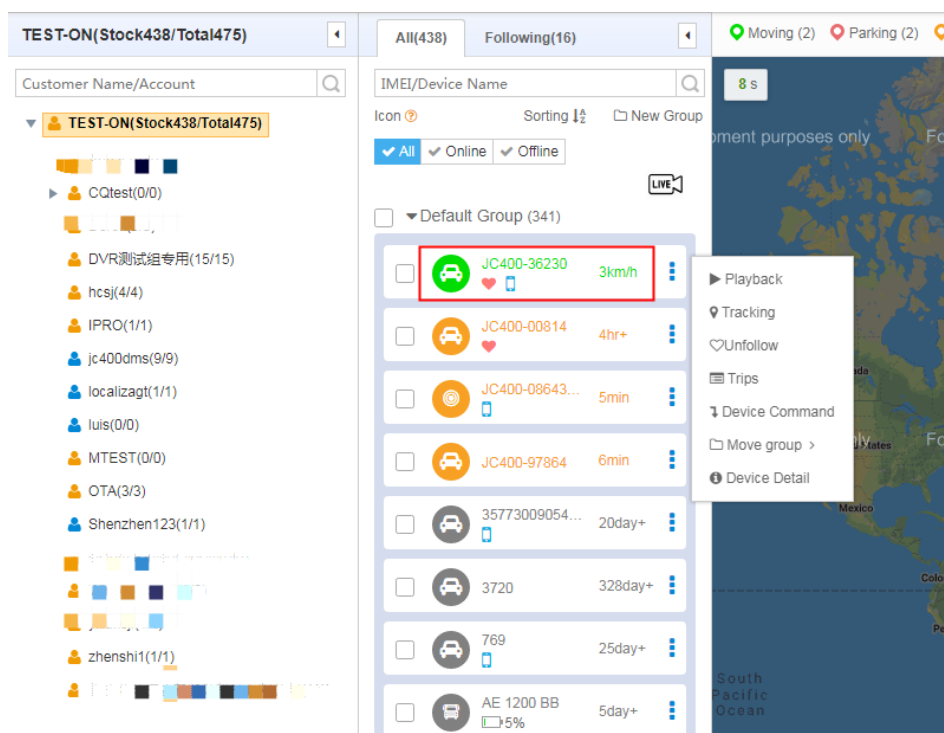 TEST-ON(Stock438/Total475)
Customer Name/Account
TEST-ON(Stock438/Total475)
CQtest(0/0)
DVR测试组专用(15/15)
hcsj(4/4)
IPRO(1/1)
jc400dms(9/9)
localizagt(1/1)
luis(0/0)
MTEST(0/0)
OTA(3/3)
Shenzhen123(1/1)
zhenshi1(1/1)
All(438) Following(16)
IMEI/Device Name
Icon Sorting New Group
All Online Offline
LIVE
Default Group (341)
JC400-36230 3km/h
JC400-00814 4hr+
JC400-08643... 5min
JC400-97864 6min
35773009054... 20day+
3720 328day+
769 25day+
AE 1200 BB 5day+
5%
Playback
Tracking
Unfollow
Trips
Device Command
Move group >
Device Detail
Moving (2) Parking (2)
8 s
purposes only
Mexico
South
Pacific
Ocean